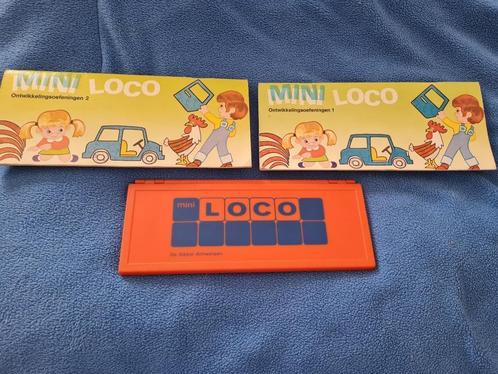 MINI LOCO
Ontwikkelingsoefeningen 2
MINI LOCO
Ontwikkelingsoefeningen 1
mini LOCO
De Sikkel Antwerpen